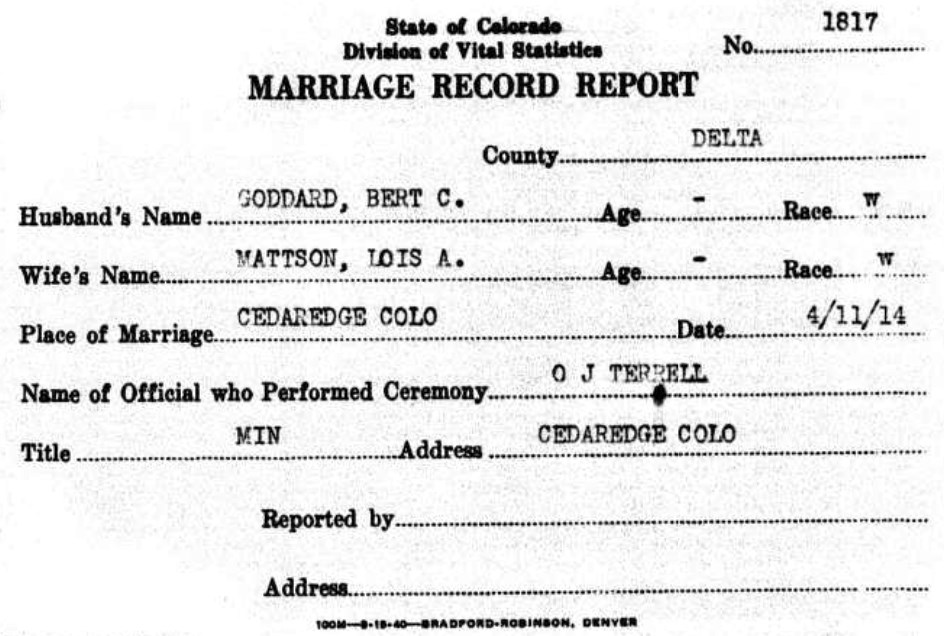 State of Colorado
Division of Vital Statistics
No. 1817
MARRIAGE RECORD REPORT
County DELTA
Husband's Name GODDARD, BERT C. Age - Race W
Wife's Name MATTSON, LOIS A. Age - Race W
Place of Marriage CEDAREDGE COLO Date 4/11/14
Name of Official who Performed Ceremony O J TERRELL
Title MIN Address CEDAREDGE COLO
Reported by
Address
100M—9-19-40—BRADFORD-ROBINSON, DENVER